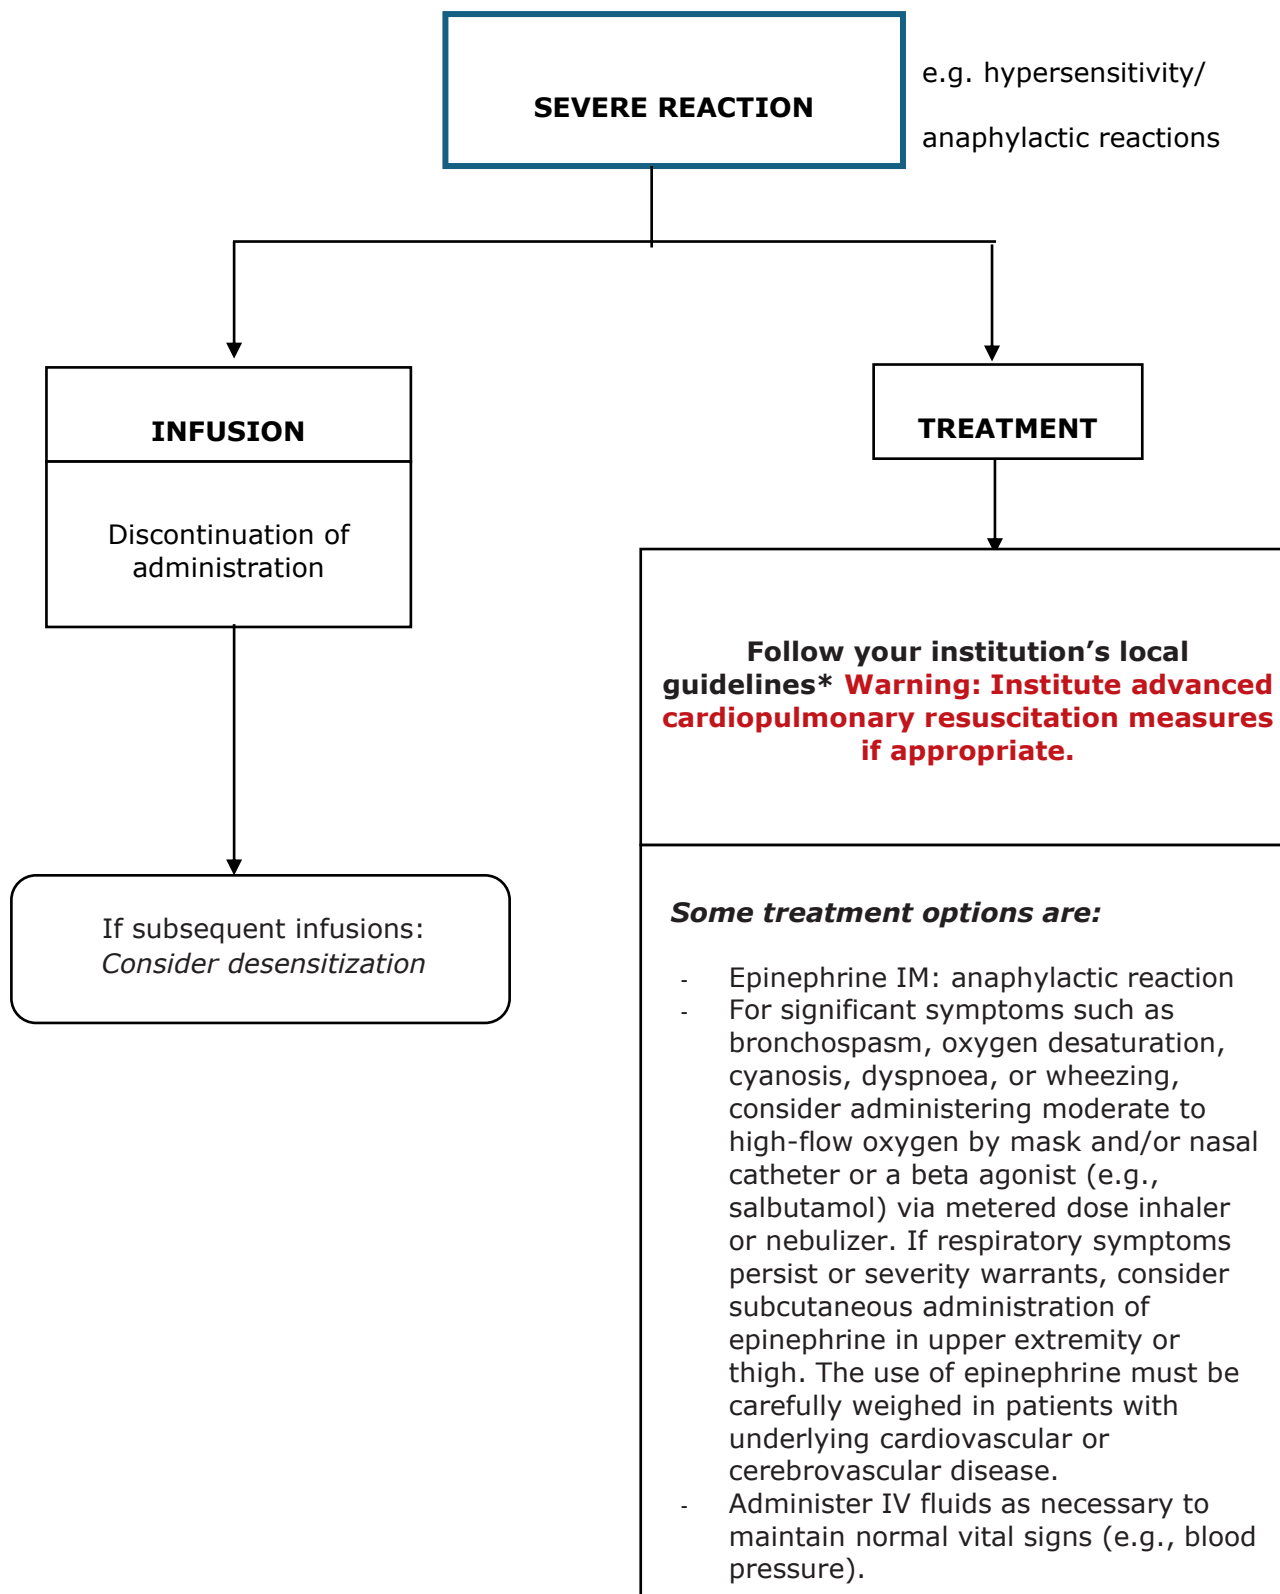 SEVERE REACTION
e.g. hypersensitivity/
anaphylactic reactions
INFUSION
Discontinuation of
administration
If subsequent infusions:
Consider desensitization
TREATMENT
Follow your institution’s local
guidelines* Warning: Institute advanced
cardiopulmonary resuscitation measures
if appropriate.
Some treatment options are:
- Epinephrine IM: anaphylactic reaction
- For significant symptoms such as
bronchospasm, oxygen desaturation,
cyanosis, dyspnoea, or wheezing,
consider administering moderate to
high-flow oxygen by mask and/or nasal
catheter or a beta agonist (e.g.,
salbutamol) via metered dose inhaler
or nebulizer. If respiratory symptoms
persist or severity warrants, consider
subcutaneous administration of
epinephrine in upper extremity or
thigh. The use of epinephrine must be
carefully weighed in patients with
underlying cardiovascular or
cerebrovascular disease.
- Administer IV fluids as necessary to
maintain normal vital signs (e.g., blood
pressure).